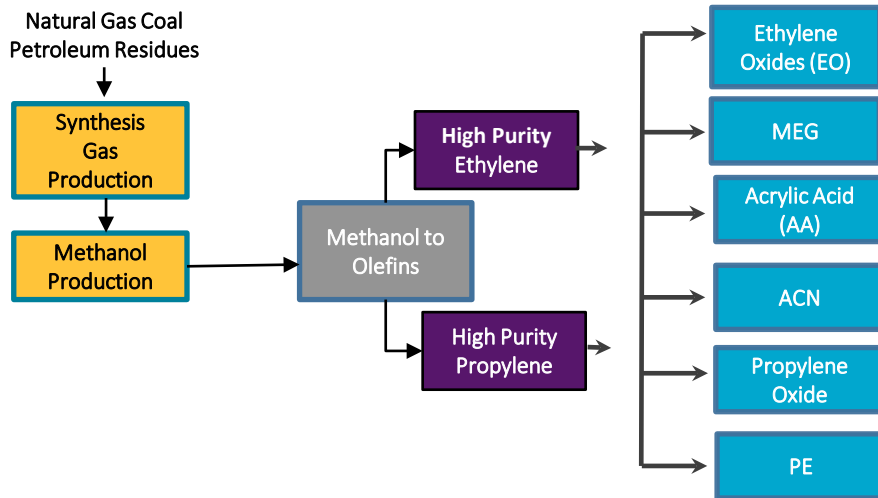 Natural Gas Coal
Petroleum Residues
Synthesis
Gas
Production
Methanol
Production
Methanol to
Olefins
High Purity
Ethylene
High Purity
Propylene
Ethylene
Oxides (EO)
MEG
Acrylic Acid
(AA)
ACN
Propylene
Oxide
PE